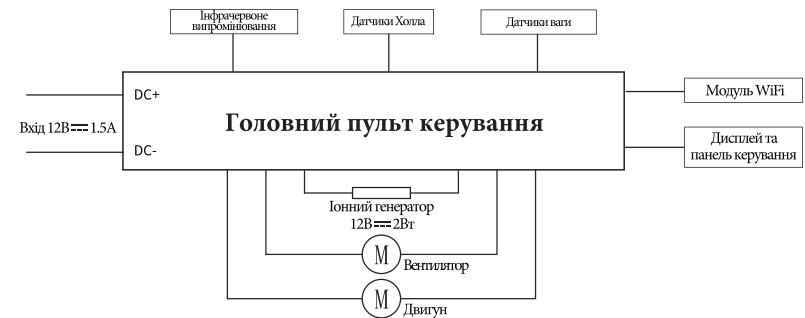 Інфрачервоне
випромінювання
Датчики Холла
Датчики ваги
DC+
Вхід 12В⎓1.5А
DC-
Головний пульт керування
Модуль WiFi
Дисплей та
панель керування
Іонний генератор
12В⎓2Вт
M
Вентилятор
M
Двигун